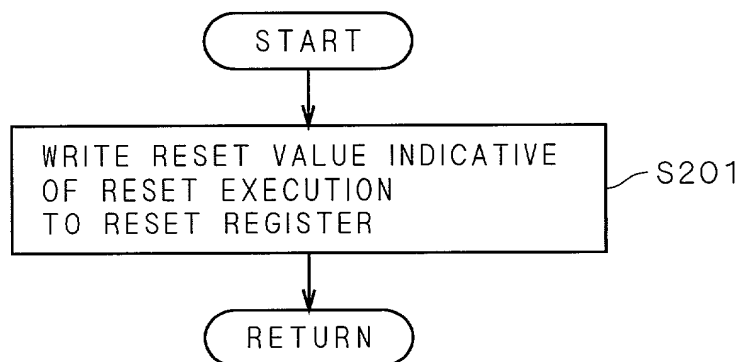 START
WRITE RESET VALUE INDICATIVE
OF RESET EXECUTION
TO RESET REGISTER
S201
RETURN